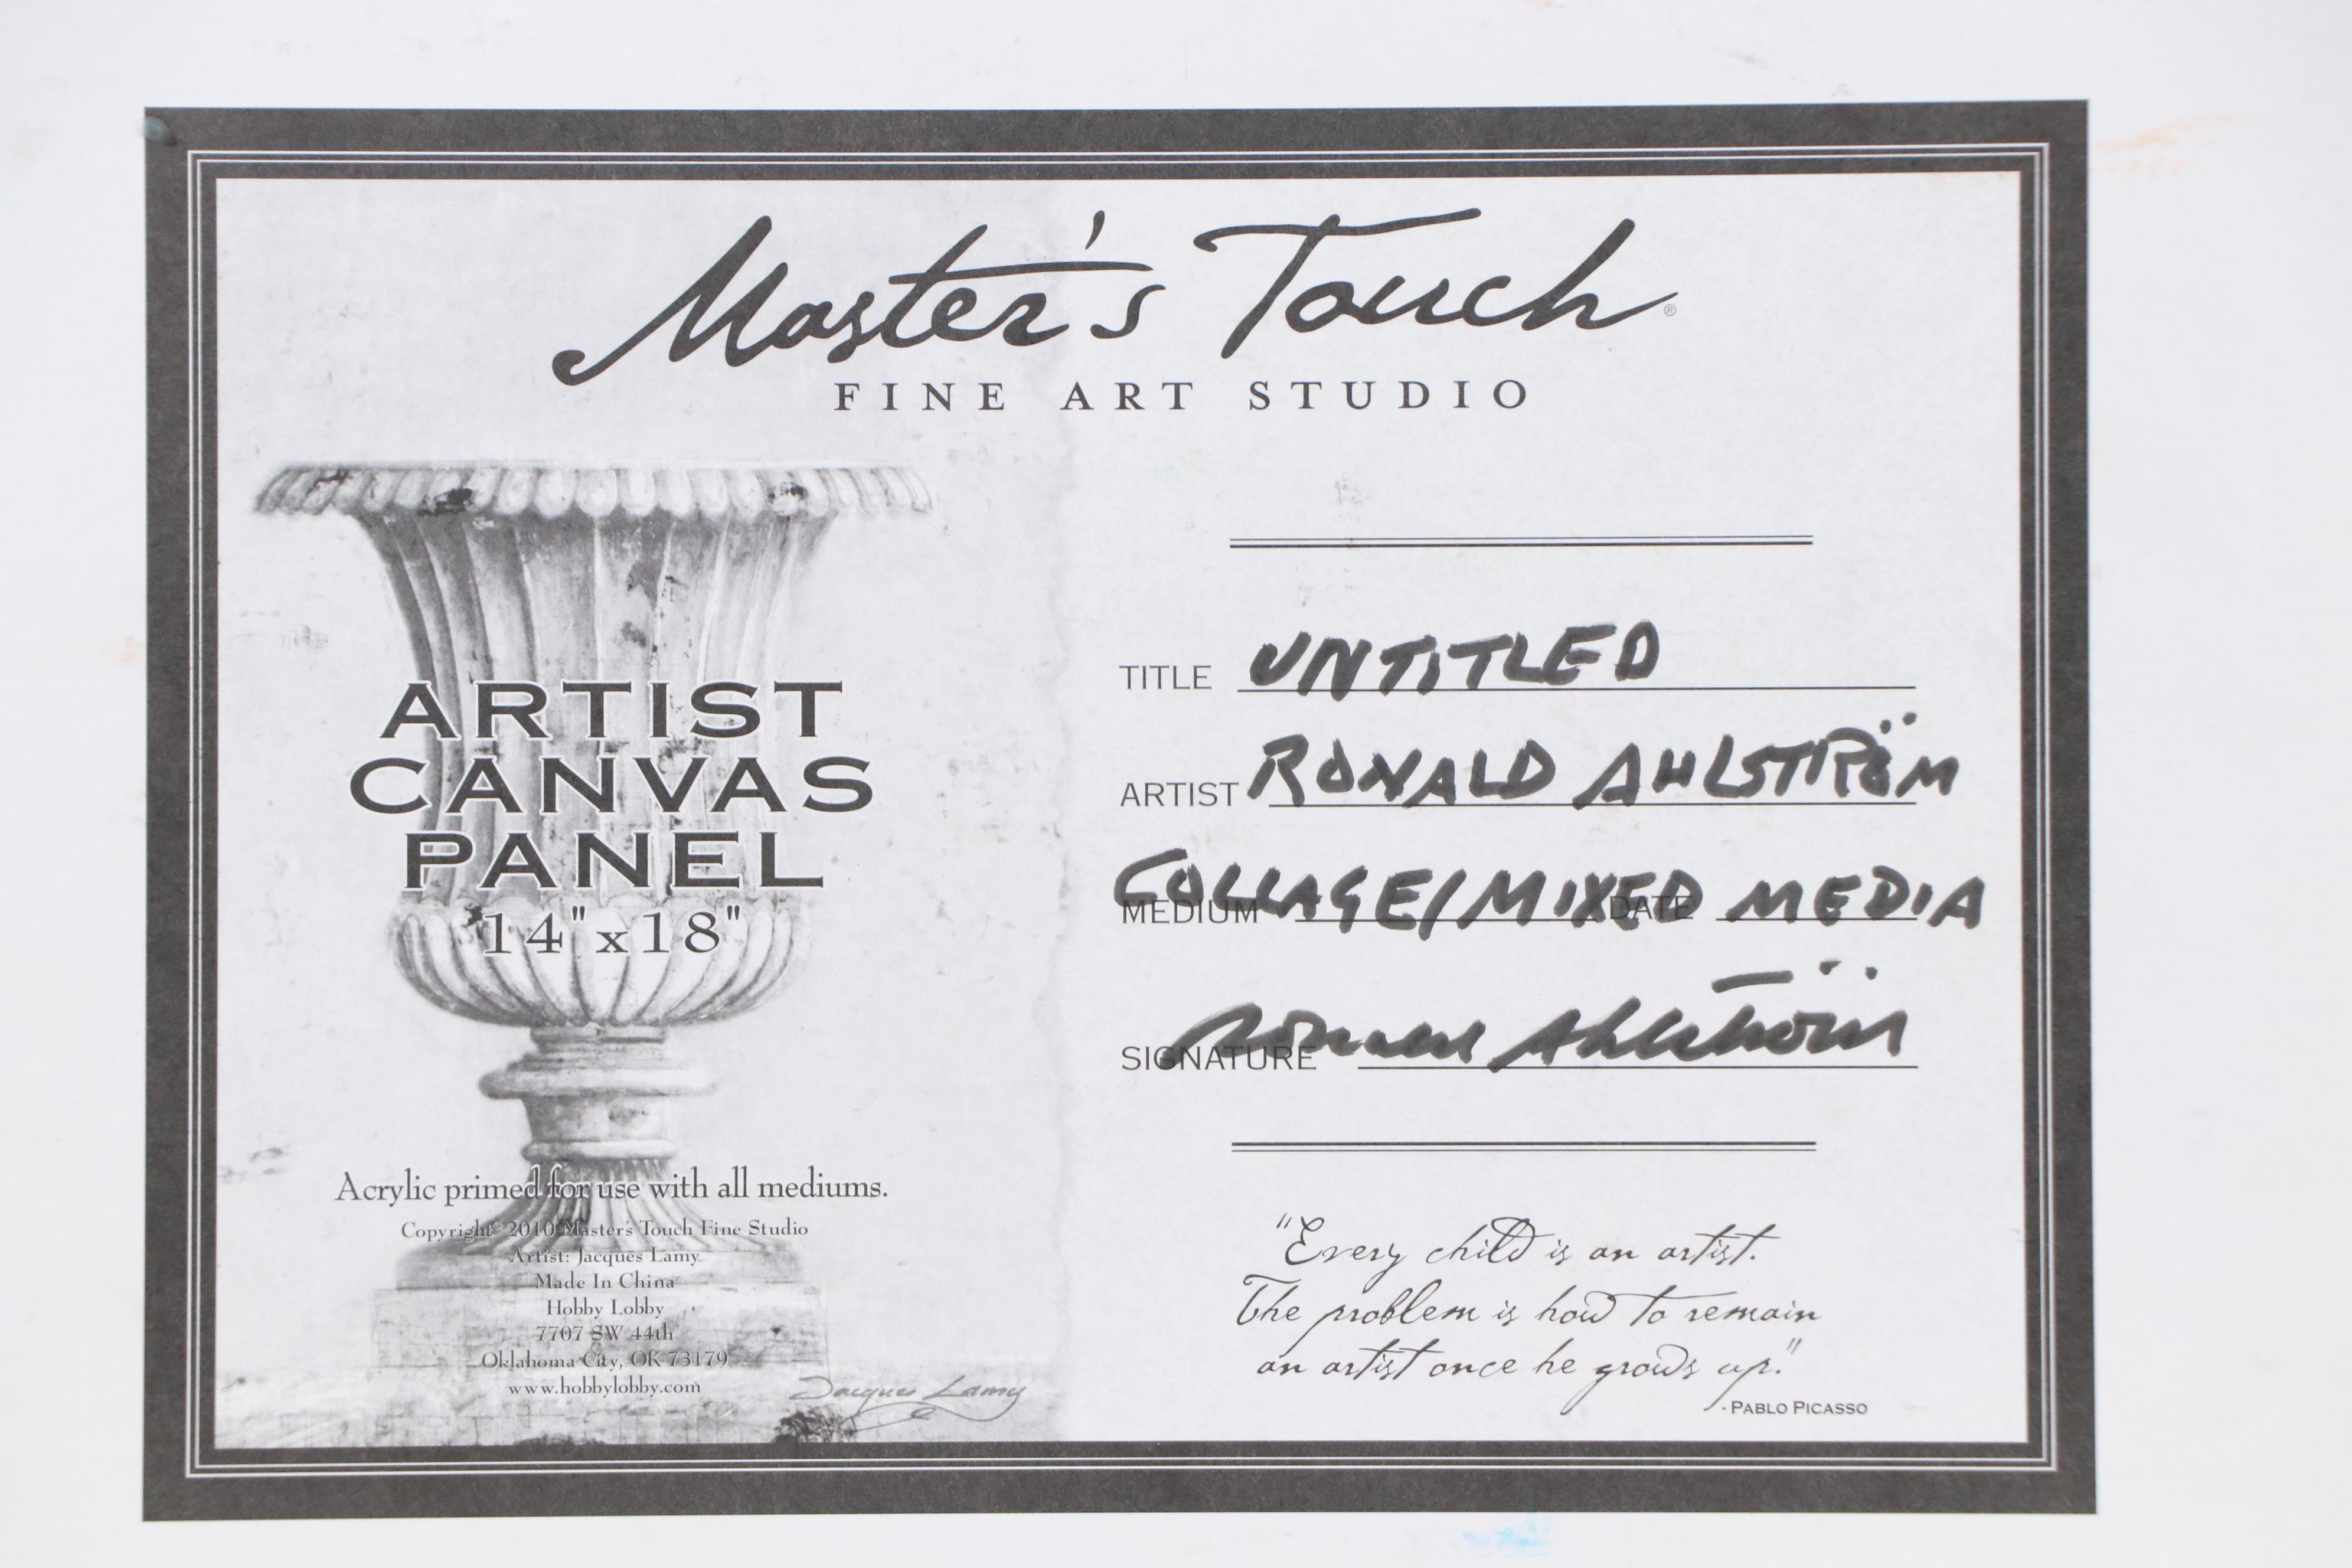 Master's Touch®
FINE ART STUDIO
ARTIST
CANVAS
PANEL
14" x 18"
Acrylic primed for use with all mediums.
Copyright© 2010 Master's Touch Fine Studio
Artist: Jacques Lamy
Made In China
Hobby Lobby
7707 SW 44th
Oklahoma City, OK 73179
www.hobbylobby.com
Jacques Lamy
TITLE UNTITLED
ARTIST RONALD AHLSTRÖM
MEDIUM COLLAGE/MIXED DATE MEDIA
SIGNATURE Ronald Ahlström
"Every child is an artist.
The problem is how to remain
an artist once he grows up."
- PABLO PICASSO